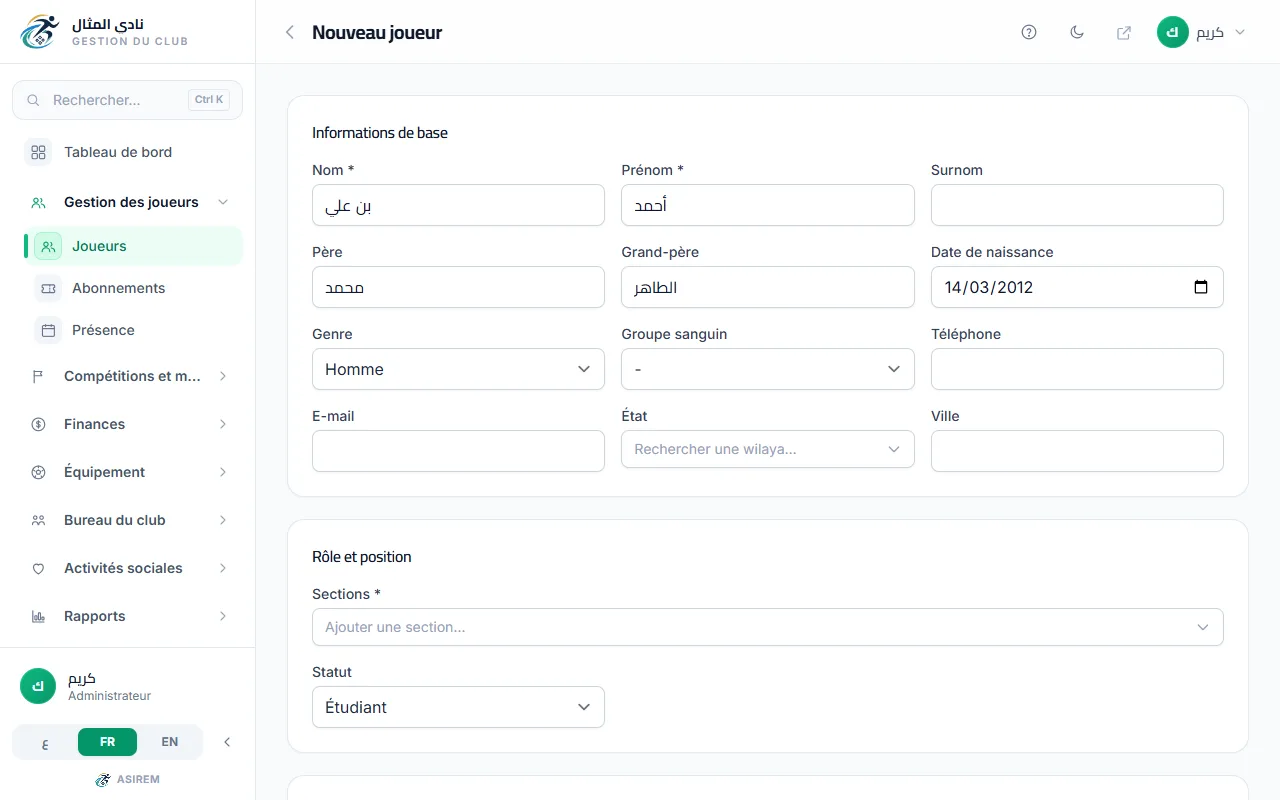 نادي المثال
GESTION DU CLUB
Rechercher...
Ctrl K
Tableau de bord
Gestion des joueurs
Joueurs
Abonnements
Présence
Compétitions et m...
Finances
Équipement
Bureau du club
Activités sociales
Rapports
ك
كريم
Administrateur
ع
FR
EN
ASIREM
Nouveau joueur
ك
كريم
Informations de base
Nom *
Prénom *
Surnom
بن علي
أحمد
Père
Grand-père
Date de naissance
محمد
الطاهر
14/03/2012
Genre
Groupe sanguin
Téléphone
Homme
-
E-mail
État
Ville
Rechercher une wilaya...
Rôle et position
Sections *
Ajouter une section...
Statut
Étudiant